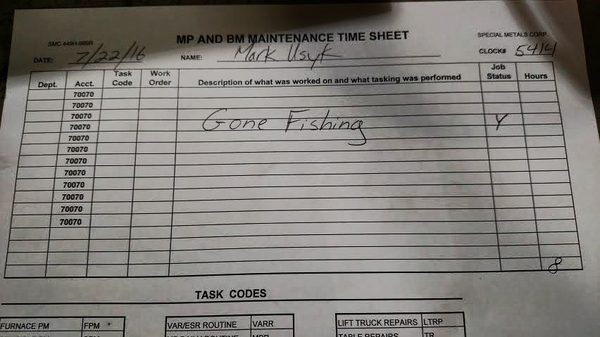 SMC 449H-MBSR
MP AND BM MAINTENANCE TIME SHEET
SPECIAL METALS CORP.
DATE: 7/22/16 NAME: Mark Usyk CLOCK# 5414
Dept. Acct. Task Code Work Order Description of what was worked on and what tasking was performed Job Status Hours
70070
70070
70070 Gone Fishing Y
70070
70070
70070
70070
70070
70070
70070
70070
70070
70070
8
TASK CODES
FURNACE PM FPM VAR/ESR ROUTINE VARR LIFT TRUCK REPAIRS LTRP
TABLE REPAIRS TR